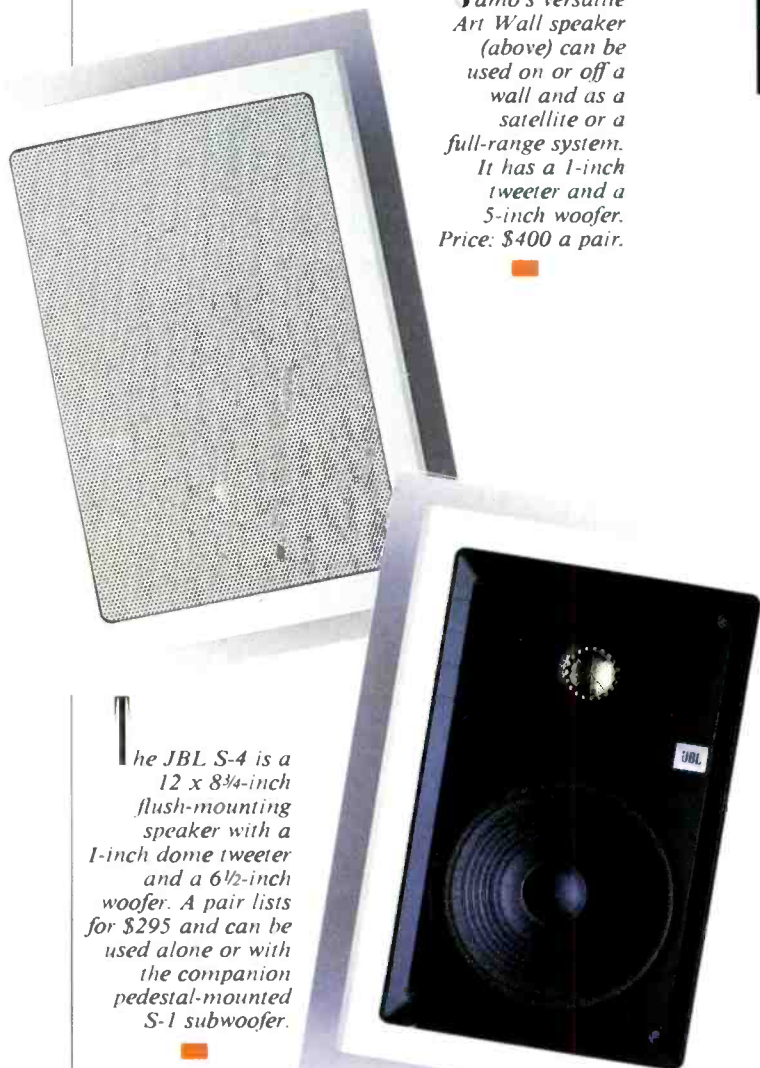 Jamo's versatile
Art Wall speaker
(above) can be
used on or off a
wall and as a
satellite or a
full-range system.
It has a 1-inch
tweeter and a
5-inch woofer.
Price: $400 a pair.
The JBL S-4 is a
12 x 8¾-inch
flush-mounting
speaker with a
1-inch dome tweeter
and a 6½-inch
woofer. A pair lists
for $295 and can be
used alone or with
the companion
pedestal-mounted
S-1 subwoofer.
JBL